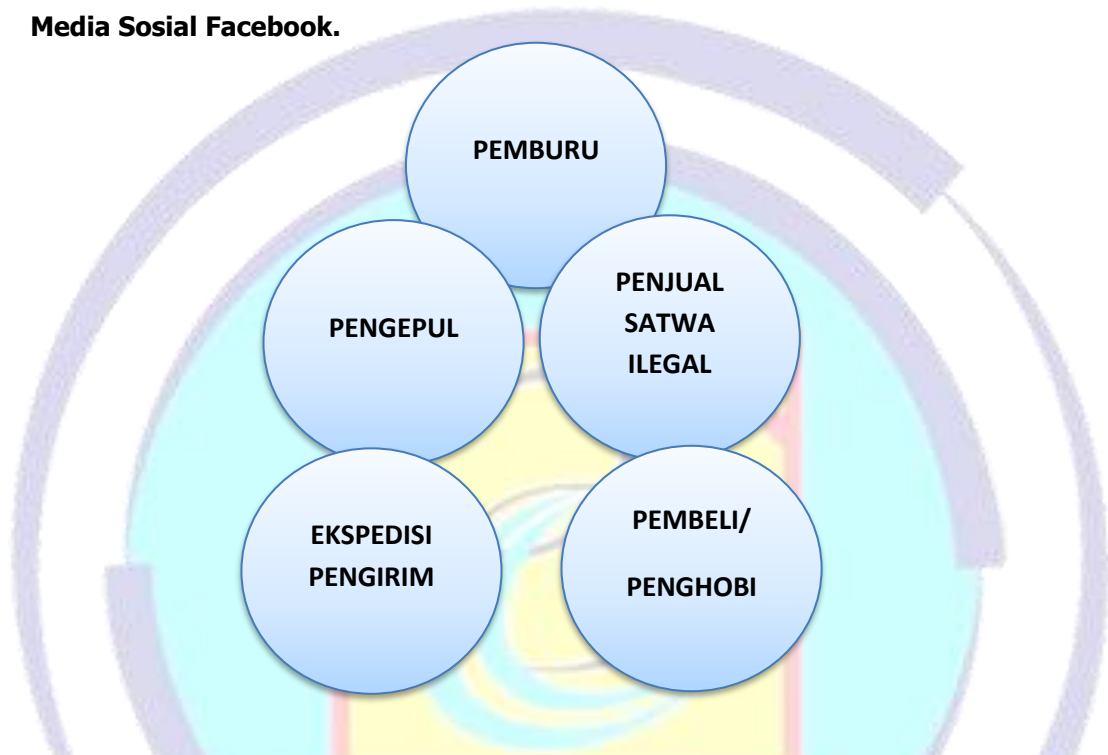 Media Sosial Facebook.
PEMBURU
PENGEPUL
PENJUAL
SATWA
ILEGAL
EKSPEDISI
PENGIRIM
PEMBELI/
PENGHOBI